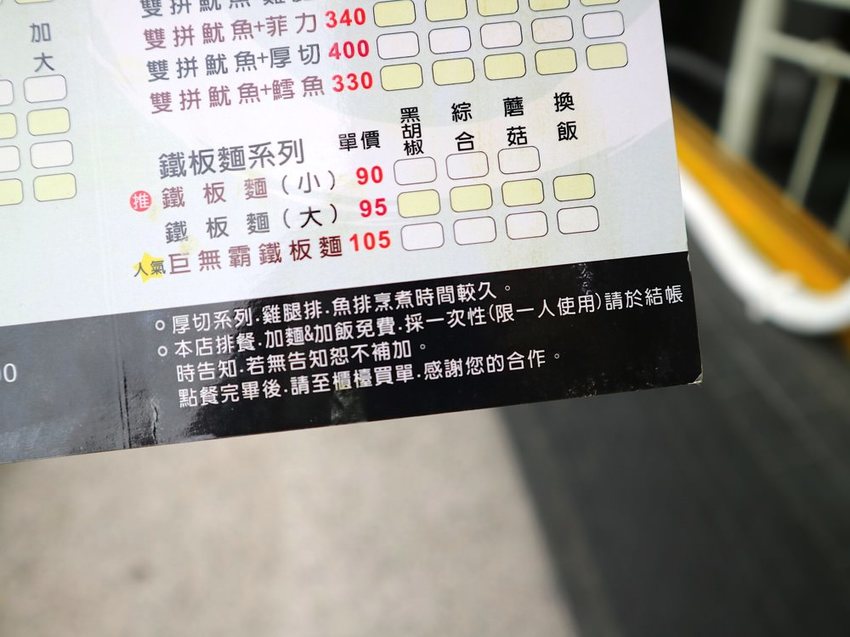 加大
雙拼魷魚+菲力 340
雙拼魷魚+厚切 400
雙拼魷魚+鱈魚 330
鐵板麵系列 單價 黑胡椒 綜合 蘑菇 換飯
推 鐵板麵(小) 90
鐵板麵(大) 95
人氣 巨無霸鐵板麵 105
。厚切系列.雞腿排.魚排烹煮時間較久。
。本店排餐.加麵&加飯免費.採一次性(限一人使用)請於結帳
時告知.若無告知恕不補加。
點餐完畢後.請至櫃檯買單.感謝您的合作。